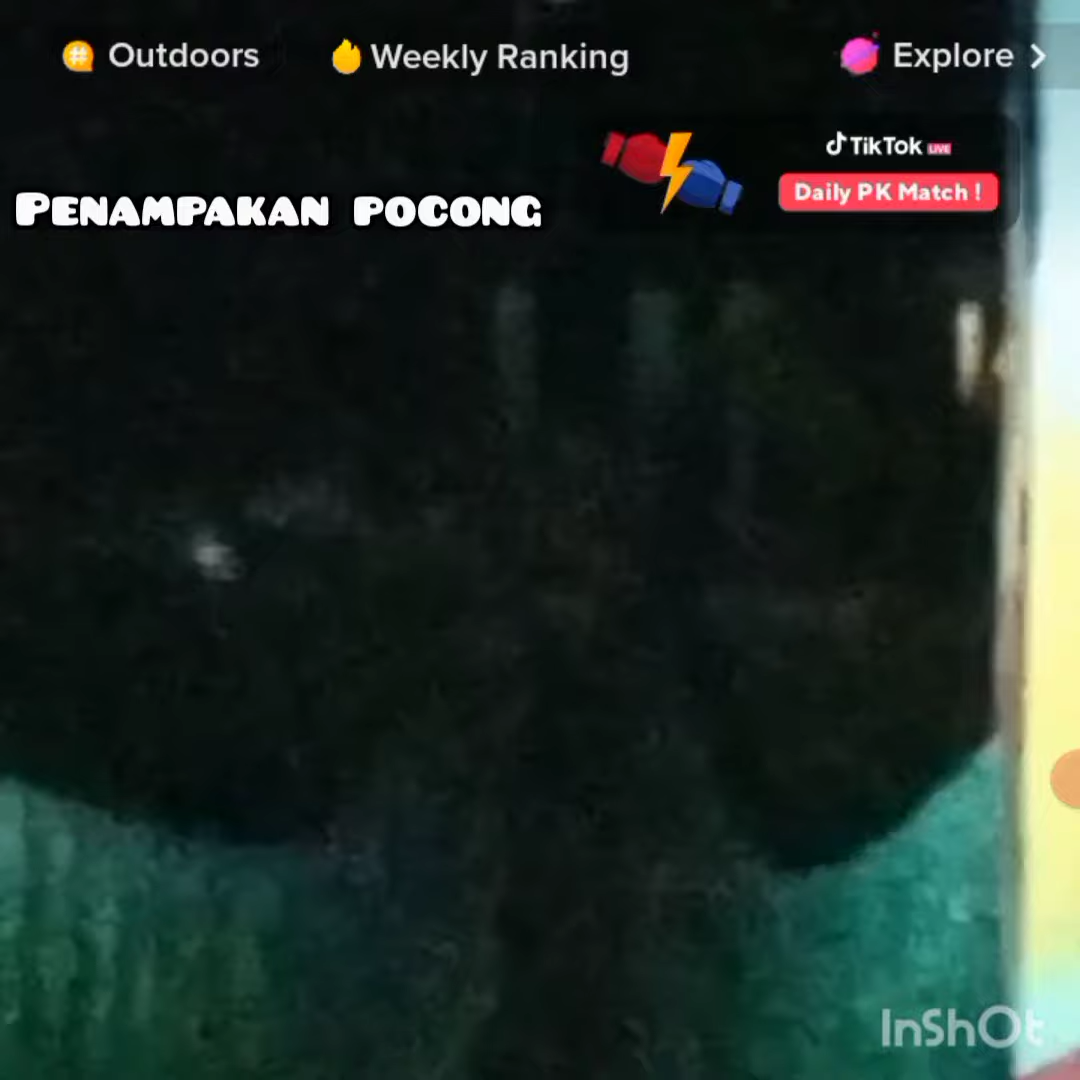 Outdoors
Weekly Ranking
Explore
TikTok LIVE
Daily PK Match !
PENAMPAKAN POCONG
InShOt